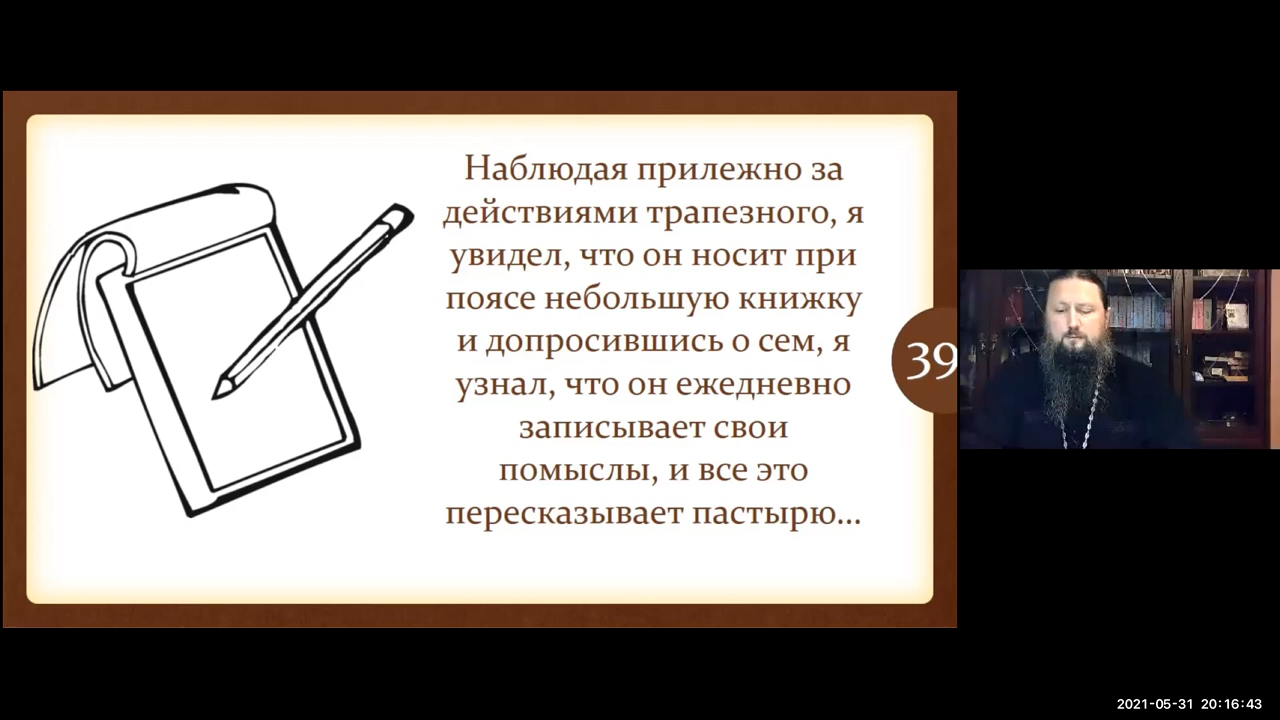 Наблюдая прилежно за
действиями трапезного, я
увидел, что он носит при
поясе небольшую книжку
и допросившись о сем, я
узнал, что он ежедневно
записывает свои
помыслы, и все это
пересказывает пастырю...
39
2021-05-31 20:16:43